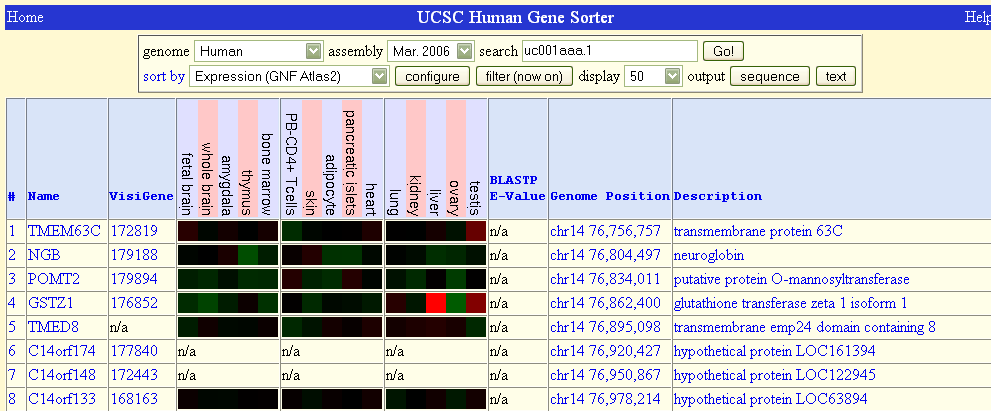 Home UCSC Human Gene Sorter Help
genome Human assembly Mar. 2006 search uc001aaa.1 Go!
sort by Expression (GNF Atlas2) configure filter (now on) display 50 output sequence text
# Name VisiGene fetal brain whole brain amygdala thymus bone marrow PB-CD4+ Tcells skin adipocyte pancreatic islets heart lung kidney liver ovary testis BLASTP E-Value Genome Position Description
1 TMEM63C 172819 n/a chr14 76,756,757 transmembrane protein 63C
2 NGB 179188 n/a chr14 76,804,497 neuroglobin
3 POMT2 179894 n/a chr14 76,834,011 putative protein O-mannosyltransferase
4 GSTZ1 176852 n/a chr14 76,862,400 glutathione transferase zeta 1 isoform 1
5 TMED8 n/a n/a chr14 76,895,098 transmembrane emp24 domain containing 8
6 C14orf174 177840 n/a n/a n/a n/a chr14 76,920,427 hypothetical protein LOC161394
7 C14orf148 172443 n/a n/a n/a n/a chr14 76,950,867 hypothetical protein LOC122945
8 C14orf133 168163 n/a chr14 76,978,214 hypothetical protein LOC63894